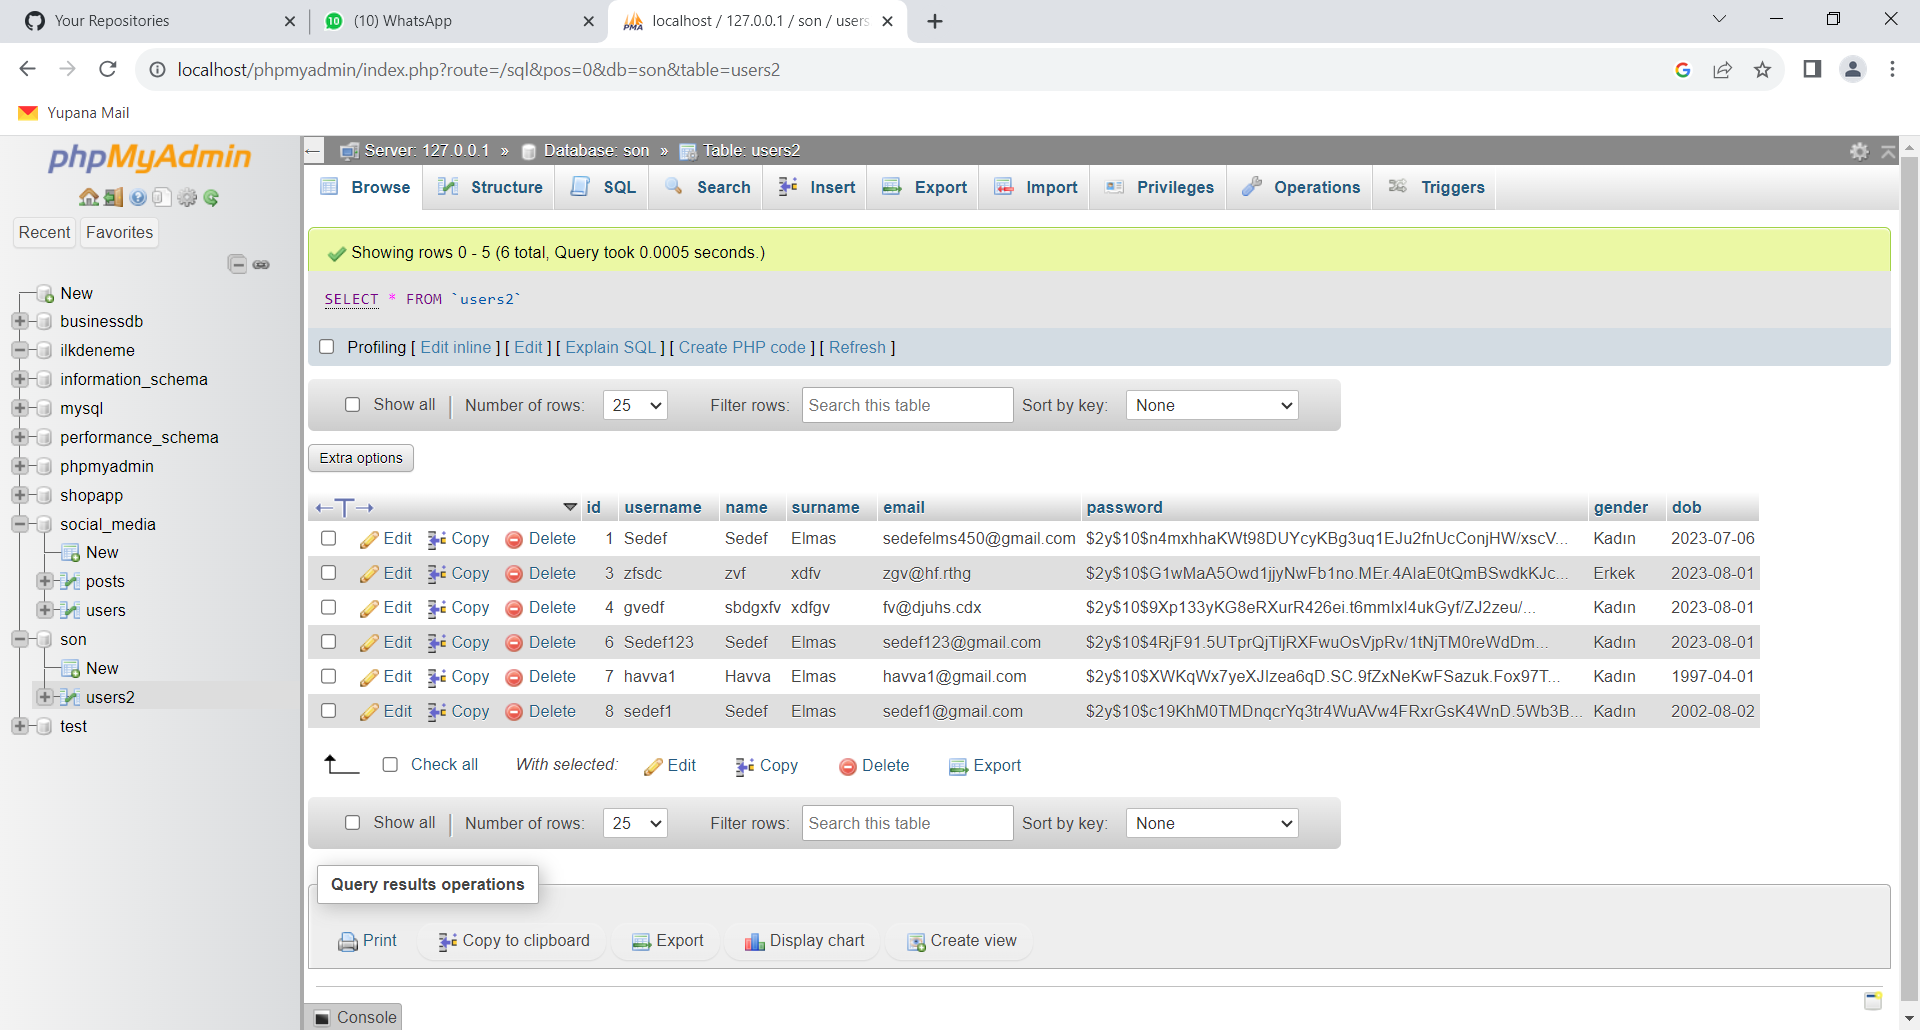 Your Repositories
10 (10) WhatsApp
PMA localhost / 127.0.0.1 / son / users
localhost/phpmyadmin/index.php?route=/sql&pos=0&db=son&table=users2
Yupana Mail
phpMyAdmin
Recent Favorites
New
businessdb
ilkdeneme
information_schema
mysql
performance_schema
phpmyadmin
shopapp
social_media
New
posts
users
son
New
users2
test
Server: 127.0.0.1 » Database: son » Table: users2
Browse Structure SQL Search Insert Export Import Privileges Operations Triggers
Showing rows 0 - 5 (6 total, Query took 0.0005 seconds.)
SELECT * FROM `users2`
Profiling [ Edit inline ] [ Edit ] [ Explain SQL ] [ Create PHP code ] [ Refresh ]
Show all Number of rows: 25 Filter rows: Search this table Sort by key: None
Extra options
id username name surname email password gender dob
Edit Copy Delete 1 Sedef Sedef Elmas sedefelms450@gmail.com $2y$10$n4mxhhaKWt98DUYcyKBg3uq1EJu2fnUcConjHW/xscV... Kadın 2023-07-06
Edit Copy Delete 3 zfsdc zvf xdfv zgv@hf.rthg $2y$10$G1wMaA5Owd1jjyNwFb1no.MEr.4AlaE0tQmBSwdkKJc... Erkek 2023-08-01
Edit Copy Delete 4 gvedf sbdgxfv xdfgv fv@djuhs.cdx $2y$10$9Xp133yKG8eRXurR426ei.t6mmIxI4ukGyf/ZJ2zeu/... Kadın 2023-08-01
Edit Copy Delete 6 Sedef123 Sedef Elmas sedef123@gmail.com $2y$10$4RjF91.5UTprQjTljRXFwuOsVjpRv/1tNjTM0reWdDm... Kadın 2023-08-01
Edit Copy Delete 7 havva1 Havva Elmas havva1@gmail.com $2y$10$XWKqWx7yeXJIzea6qD.SC.9fZxNeKwFSazuk.Fox97T... Kadın 1997-04-01
Edit Copy Delete 8 sedef1 Sedef Elmas sedef1@gmail.com $2y$10$c19KhM0TMDnqcrYq3tr4WuAVw4FRxrGsK4WnD.5Wb3B... Kadın 2002-08-02
Check all With selected: Edit Copy Delete Export
Show all Number of rows: 25 Filter rows: Search this table Sort by key: None
Query results operations
Print Copy to clipboard Export Display chart Create view
Console